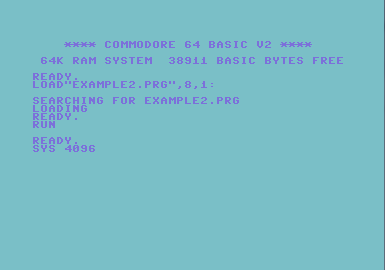 **** COMMODORE 64 BASIC V2 ****
64K RAM SYSTEM  38911 BASIC BYTES FREE
READY.
LOAD"EXAMPLE2.PRG",8,1:
SEARCHING FOR EXAMPLE2.PRG
LOADING
READY.
RUN
READY.
SYS 4096